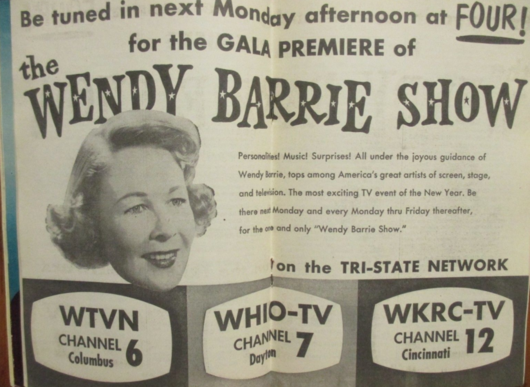 Be tuned in next Monday afternoon at FOUR!
for the GALA PREMIERE of
the
WENDY BARRIE SHOW
Personalities! Music! Surprises! All under the joyous guidance of
Wendy Barrie, tops among America's great artists of screen, stage,
and television. The most exciting TV event of the New Year. Be
there next Monday and every Monday thru Friday thereafter,
for the one and only "Wendy Barrie Show."
on the TRI-STATE NETWORK
WTVN
CHANNEL 6
Columbus
WHIO-TV
CHANNEL 7
Dayton
WKRC-TV
CHANNEL 12
Cincinnati